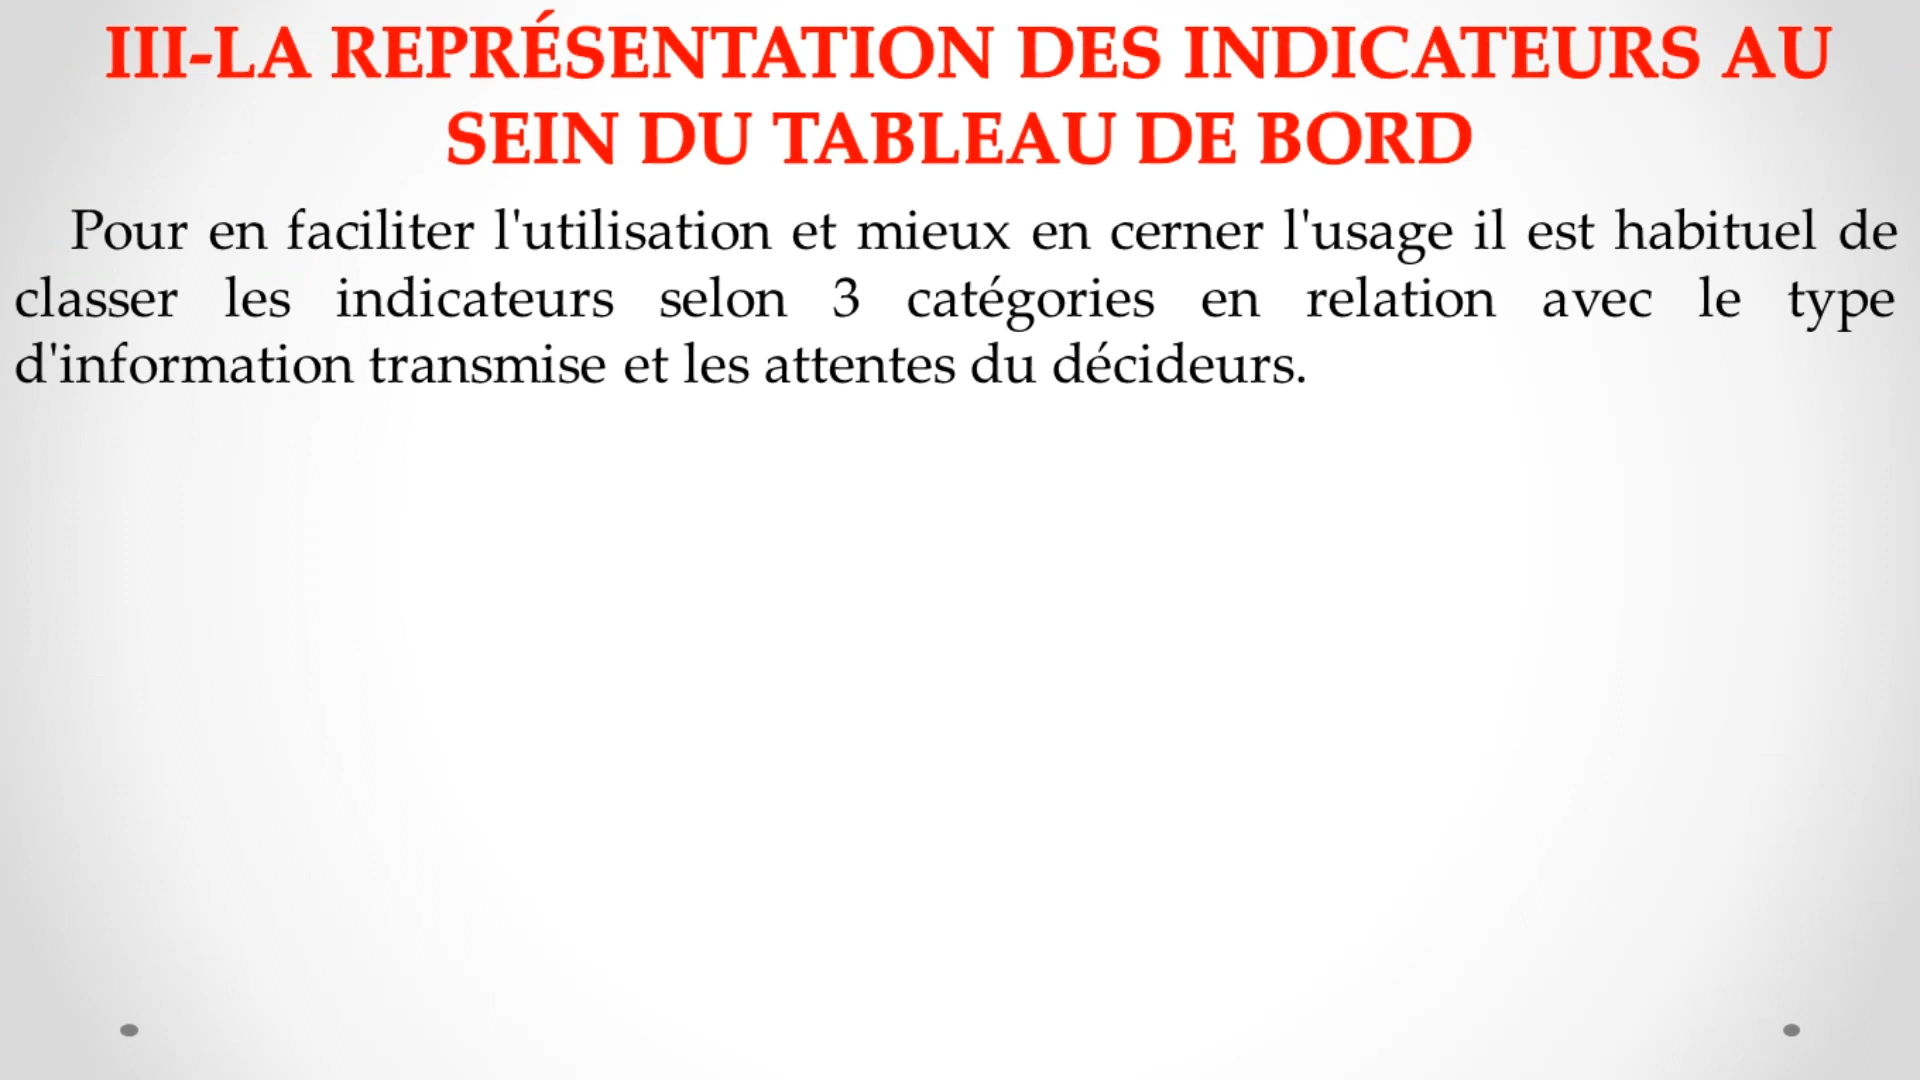 III-LA REPRÉSENTATION DES INDICATEURS AU
SEIN DU TABLEAU DE BORD
Pour en faciliter l'utilisation et mieux en cerner l'usage il est habituel de
classer les indicateurs selon 3 catégories en relation avec le type
d'information transmise et les attentes du décideurs.